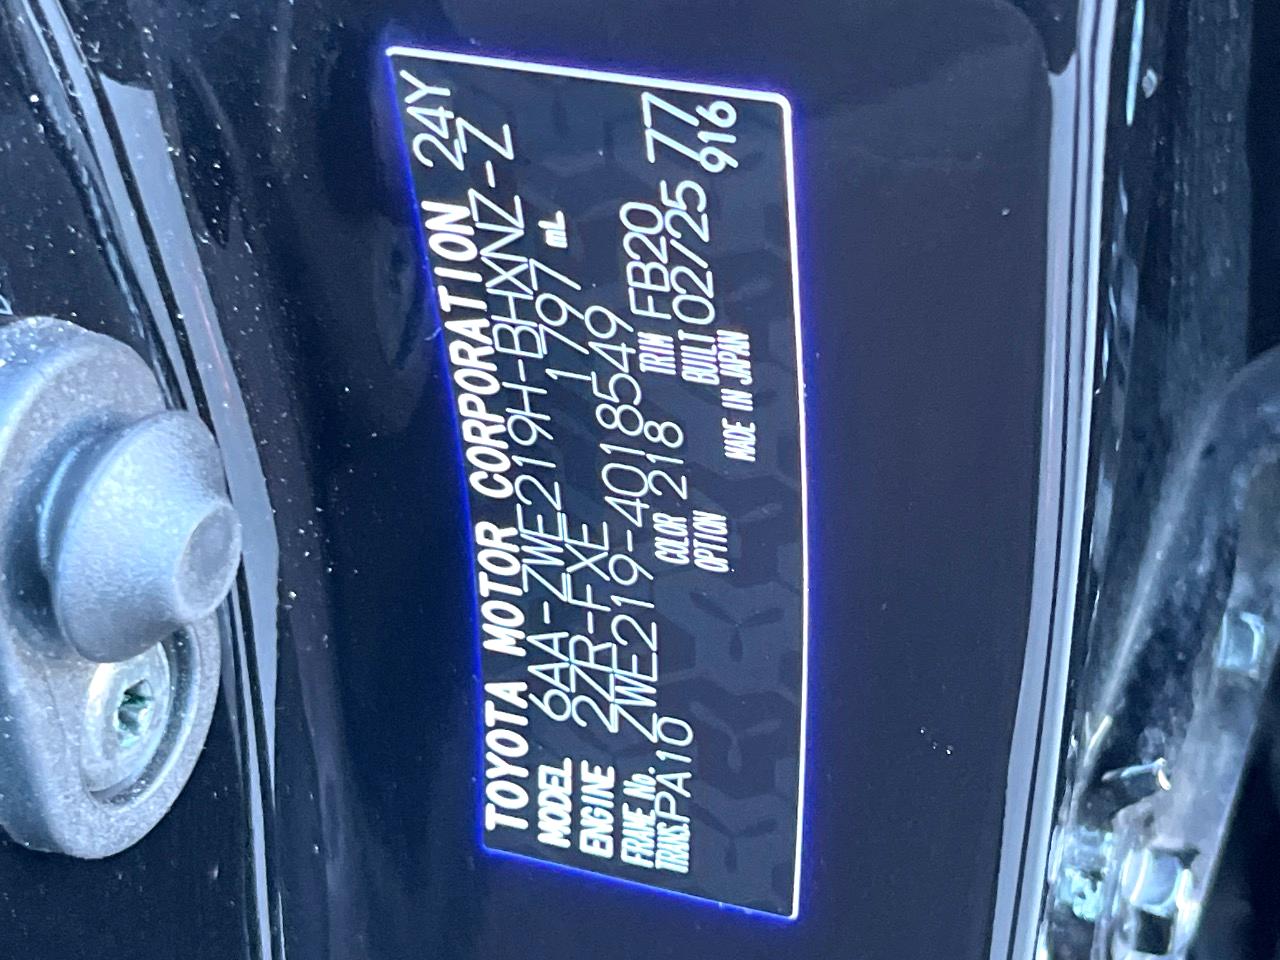 TOYOTA MOTOR CORPORATION 24Y
MODEL 6AA-ZWE219H-BHXNZ-Z
ENGINE 2ZR-FXE 1797 mL
FRAME No. ZWE219-4018549
TRANS. PA10 COLOR 218 TRIM FB20 77
OPTION BUILT 02/25 916
MADE IN JAPAN